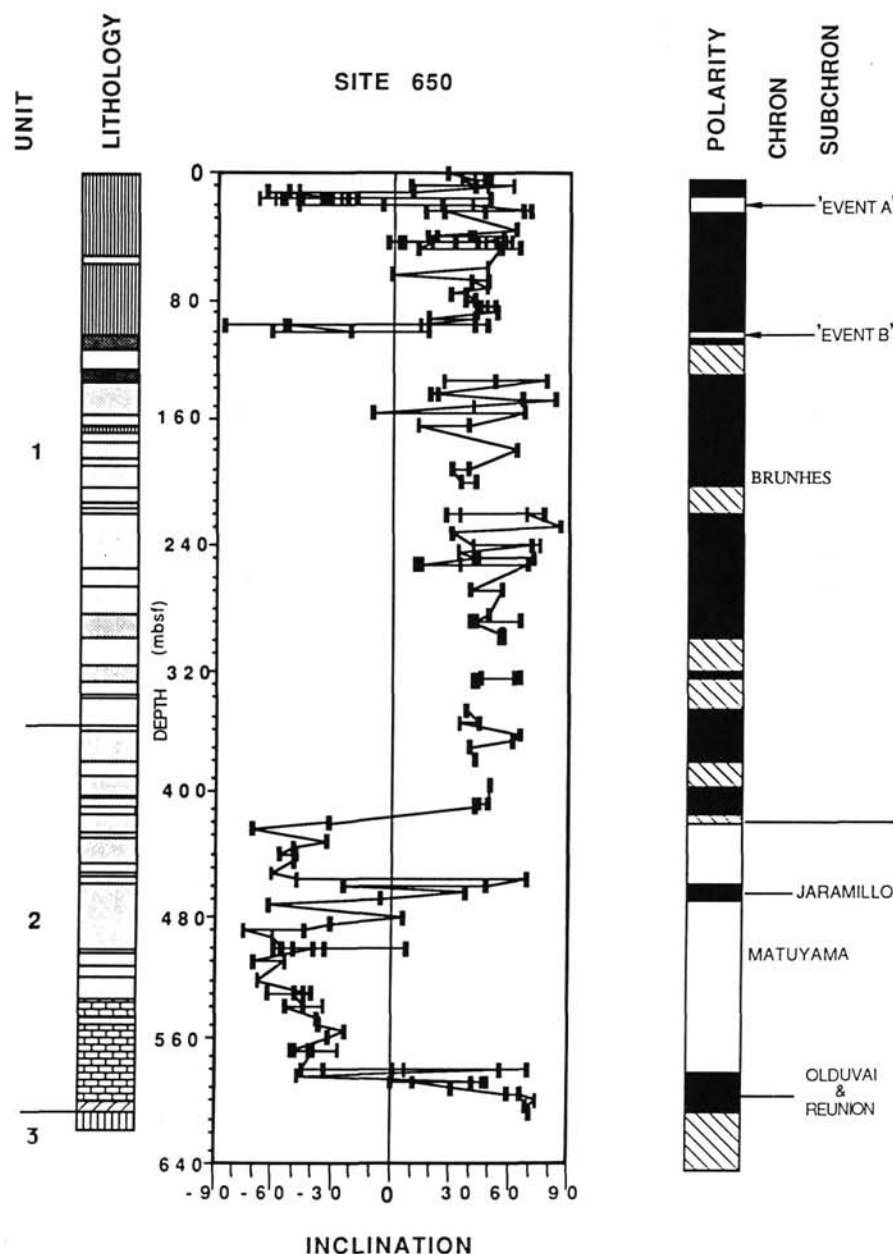 SITE 650
UNIT
LITHOLOGY
POLARITY
CHRON
SUBCHRON
0
80
160
240
320
400
480
560
640
DEPTH (mbsf)
1
2
3
'EVENT A'
'EVENT B'
BRUNHES
JARAMILLO
MATUYAMA
OLDUVAI
&
REUNION
-90 -60 -30 0 30 60 90
INCLINATION